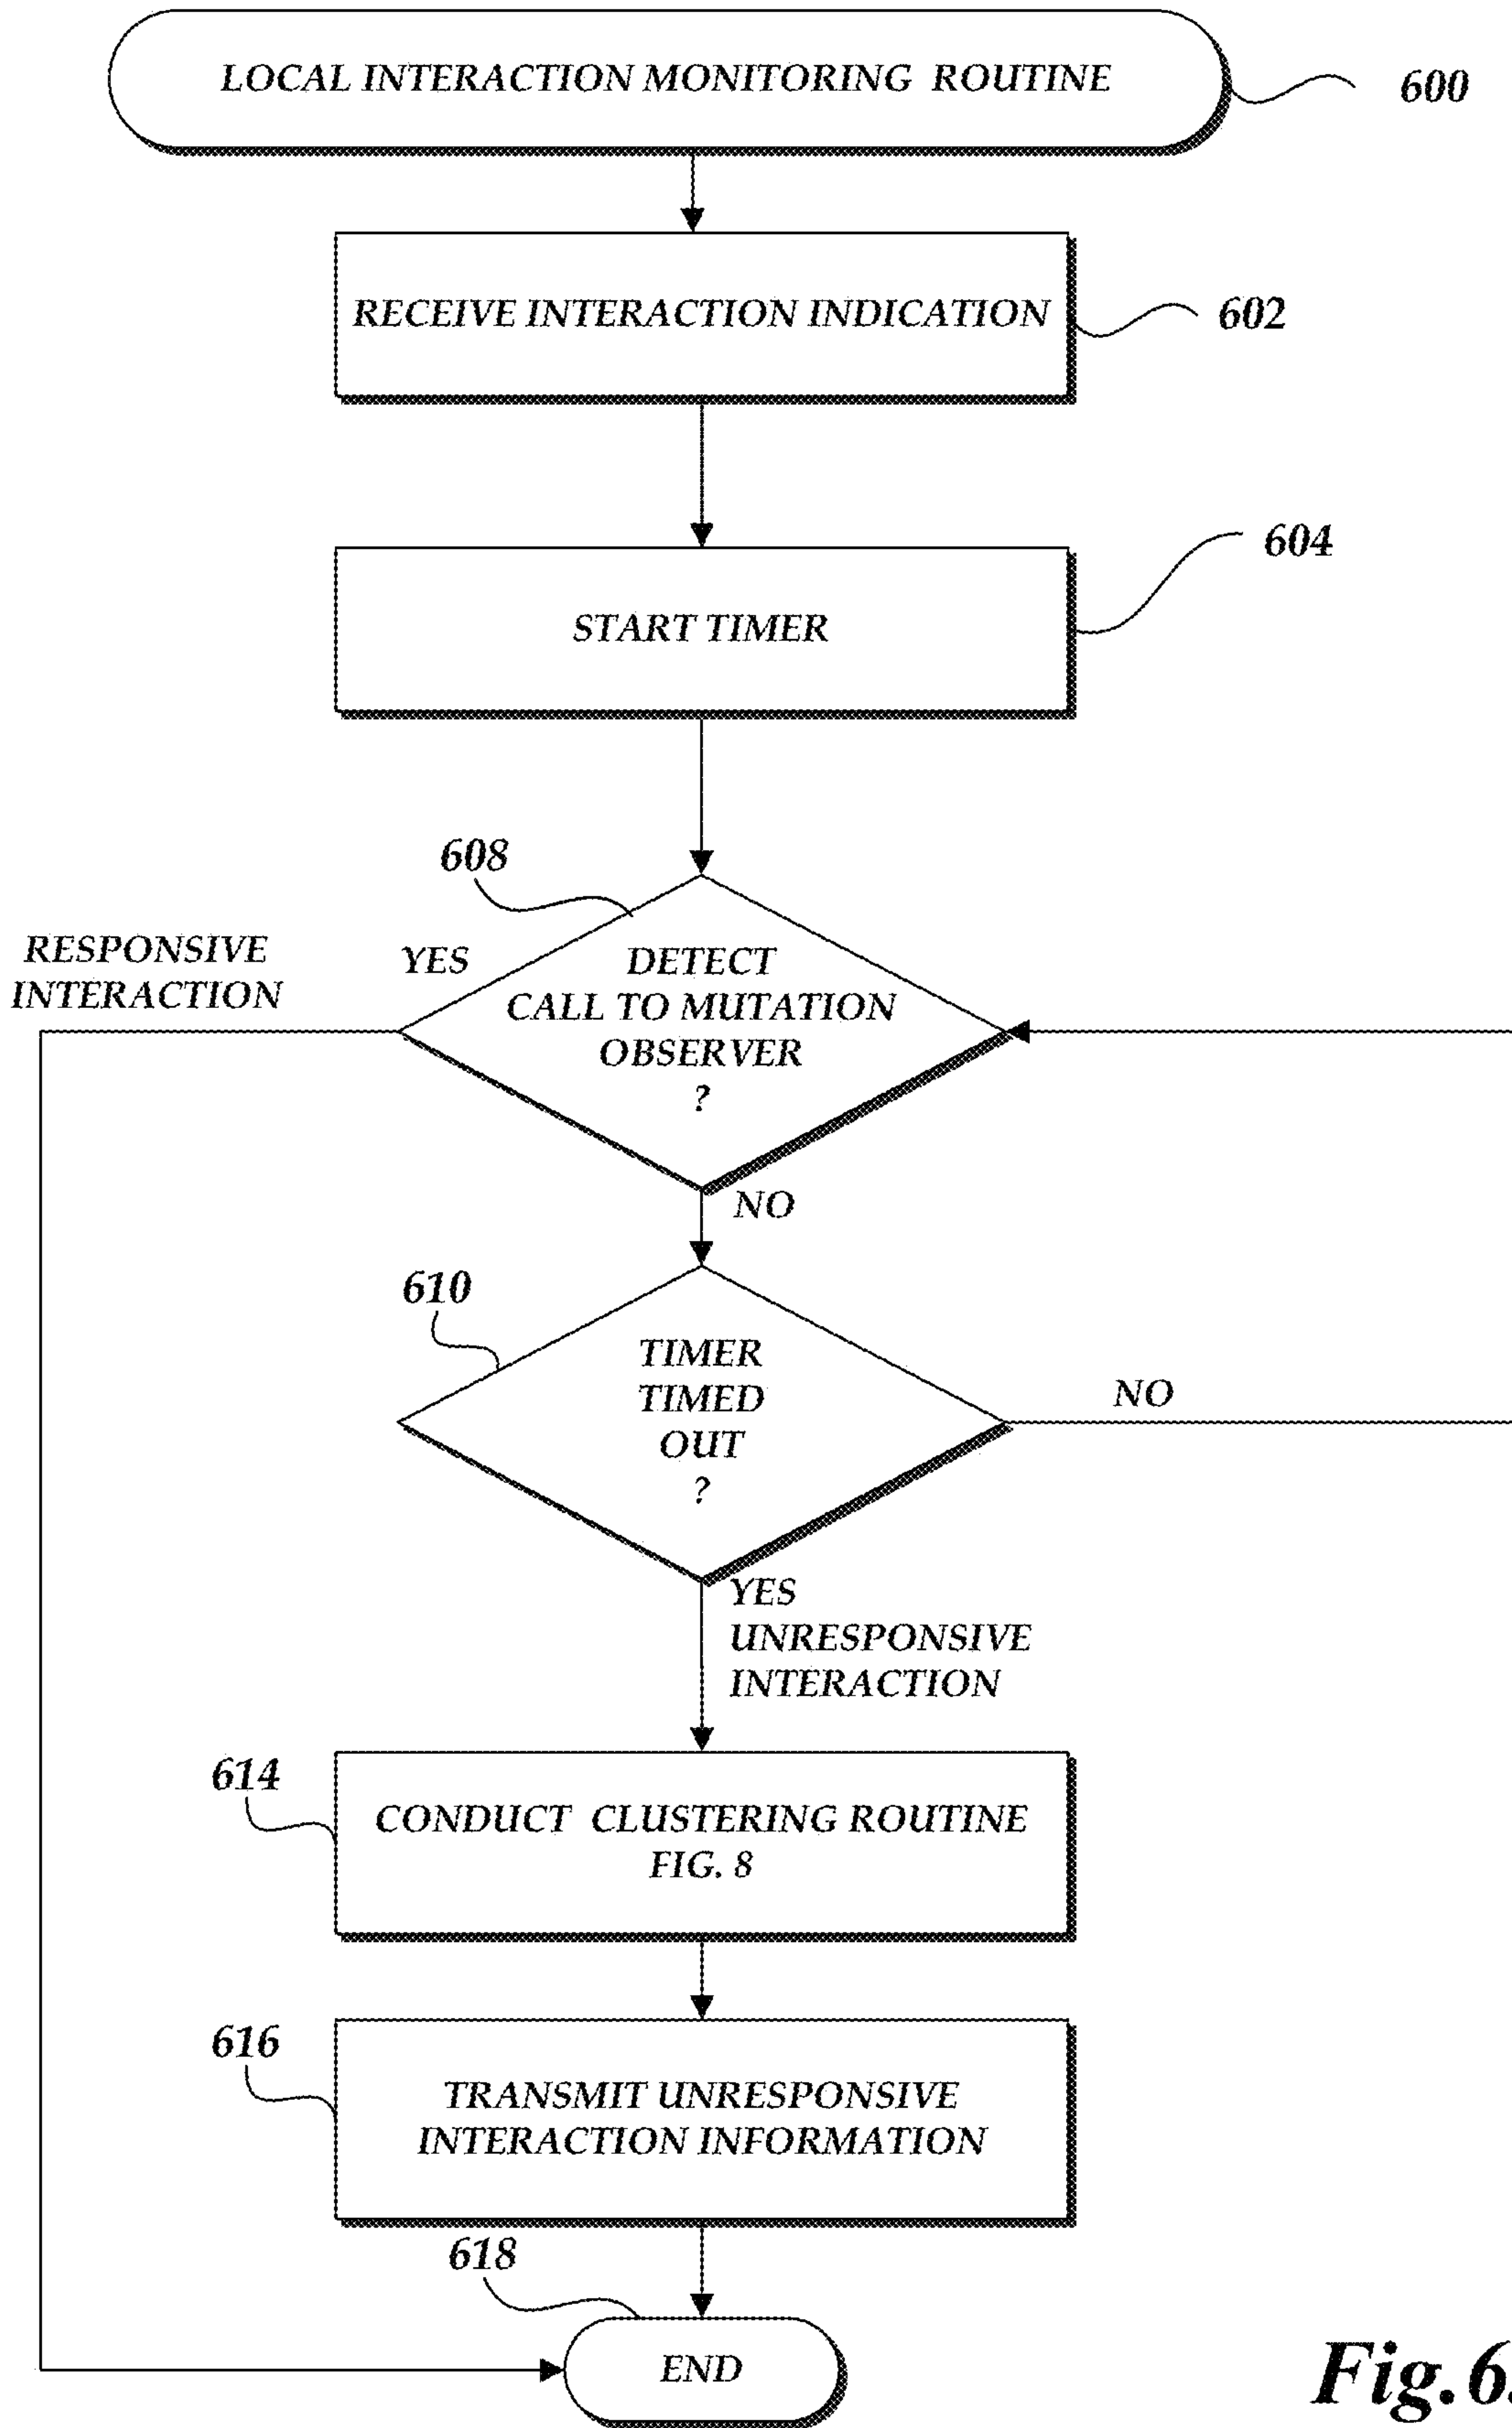 LOCAL INTERACTION MONITORING ROUTINE
600
RECEIVE INTERACTION INDICATION
602
START TIMER
604
608
RESPONSIVE
INTERACTION
YES
DETECT
CALL TO MUTATION
OBSERVER
?
NO
610
TIMER
TIMED
OUT
?
NO
YES
UNRESPONSIVE
INTERACTION
614
CONDUCT CLUSTERING ROUTINE
FIG. 8
616
TRANSMIT UNRESPONSIVE
INTERACTION INFORMATION
618
END
Fig.6.